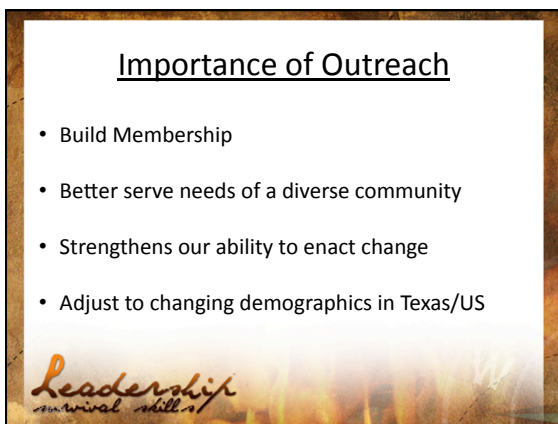 Importance of Outreach
• Build Membership
• Better serve needs of a diverse community
• Strengthens our ability to enact change
• Adjust to changing demographics in Texas/US
Leadership
survival skills